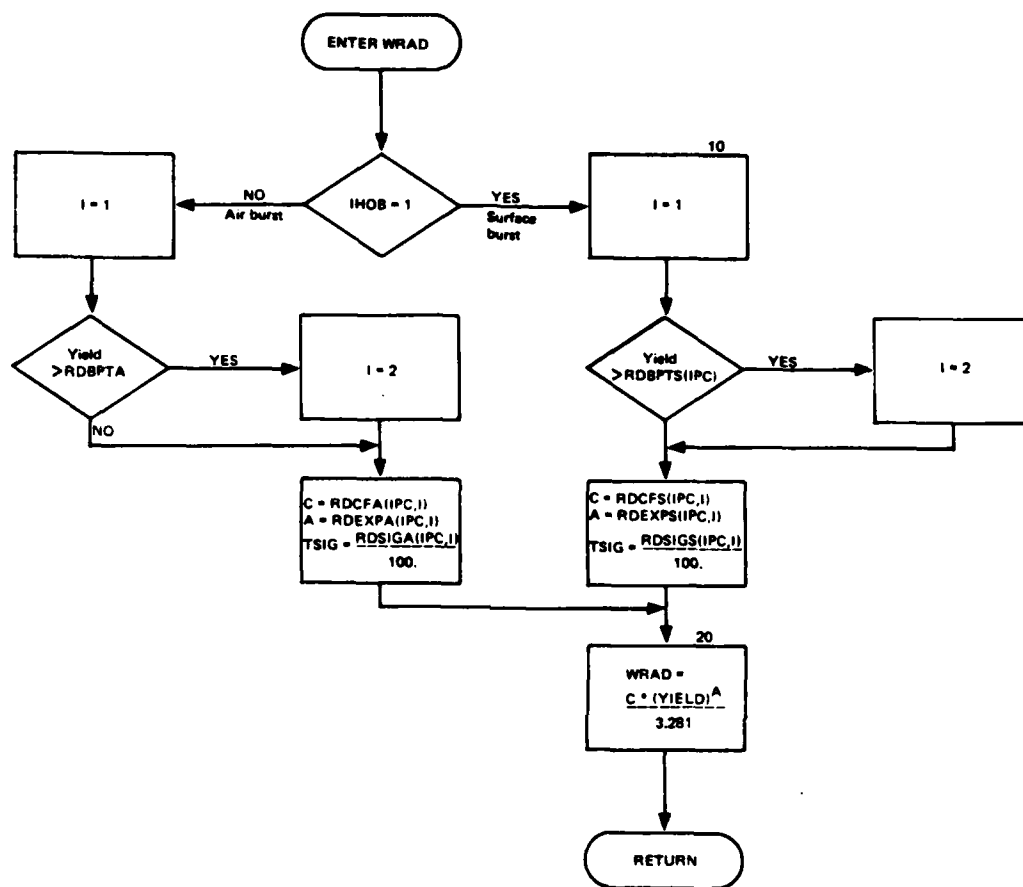 ENTER WRAD
IHOB = 1
NO
Air burst
YES
Surface
burst
I = 1
10
I = 1
Yield
>RDBPTA
YES
I = 2
NO
Yield
>RDBPTS(IPC)
YES
I = 2
C = RDCFA(IPC,I)
A = RDEXPA(IPC,I)
TSIG = RDSIGA(IPC,I)
100.
C = RDCFS(IPC,I)
A = RDEXPS(IPC,I)
TSIG = RDSIGS(IPC,I)
100.
20
WRAD =
C * (YIELD)^A
3.281
RETURN